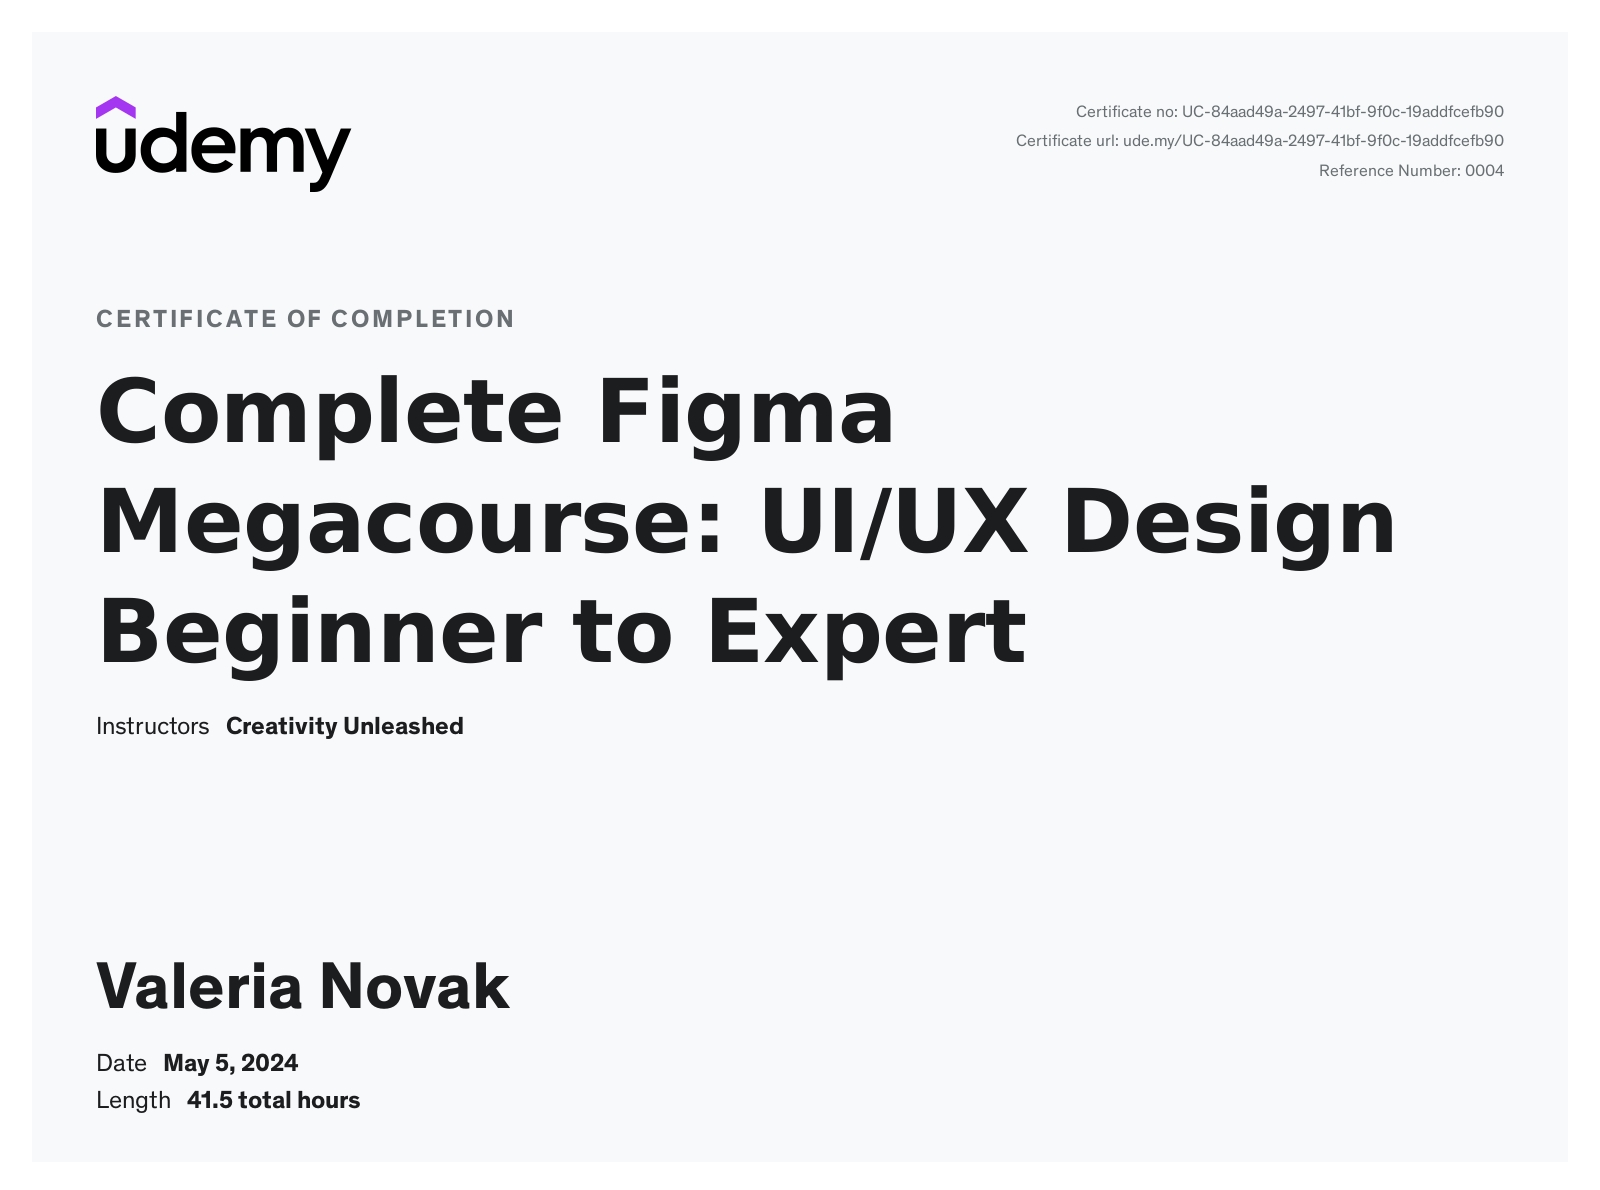 udemy
Certificate no: UC-84aad49a-2497-41bf-9f0c-19addfcefb90
Certificate url: ude.my/UC-84aad49a-2497-41bf-9f0c-19addfcefb90
Reference Number: 0004
CERTIFICATE OF COMPLETION
Complete Figma
Megacourse: UI/UX Design
Beginner to Expert
Instructors Creativity Unleashed
Valeria Novak
Date May 5, 2024
Length 41.5 total hours